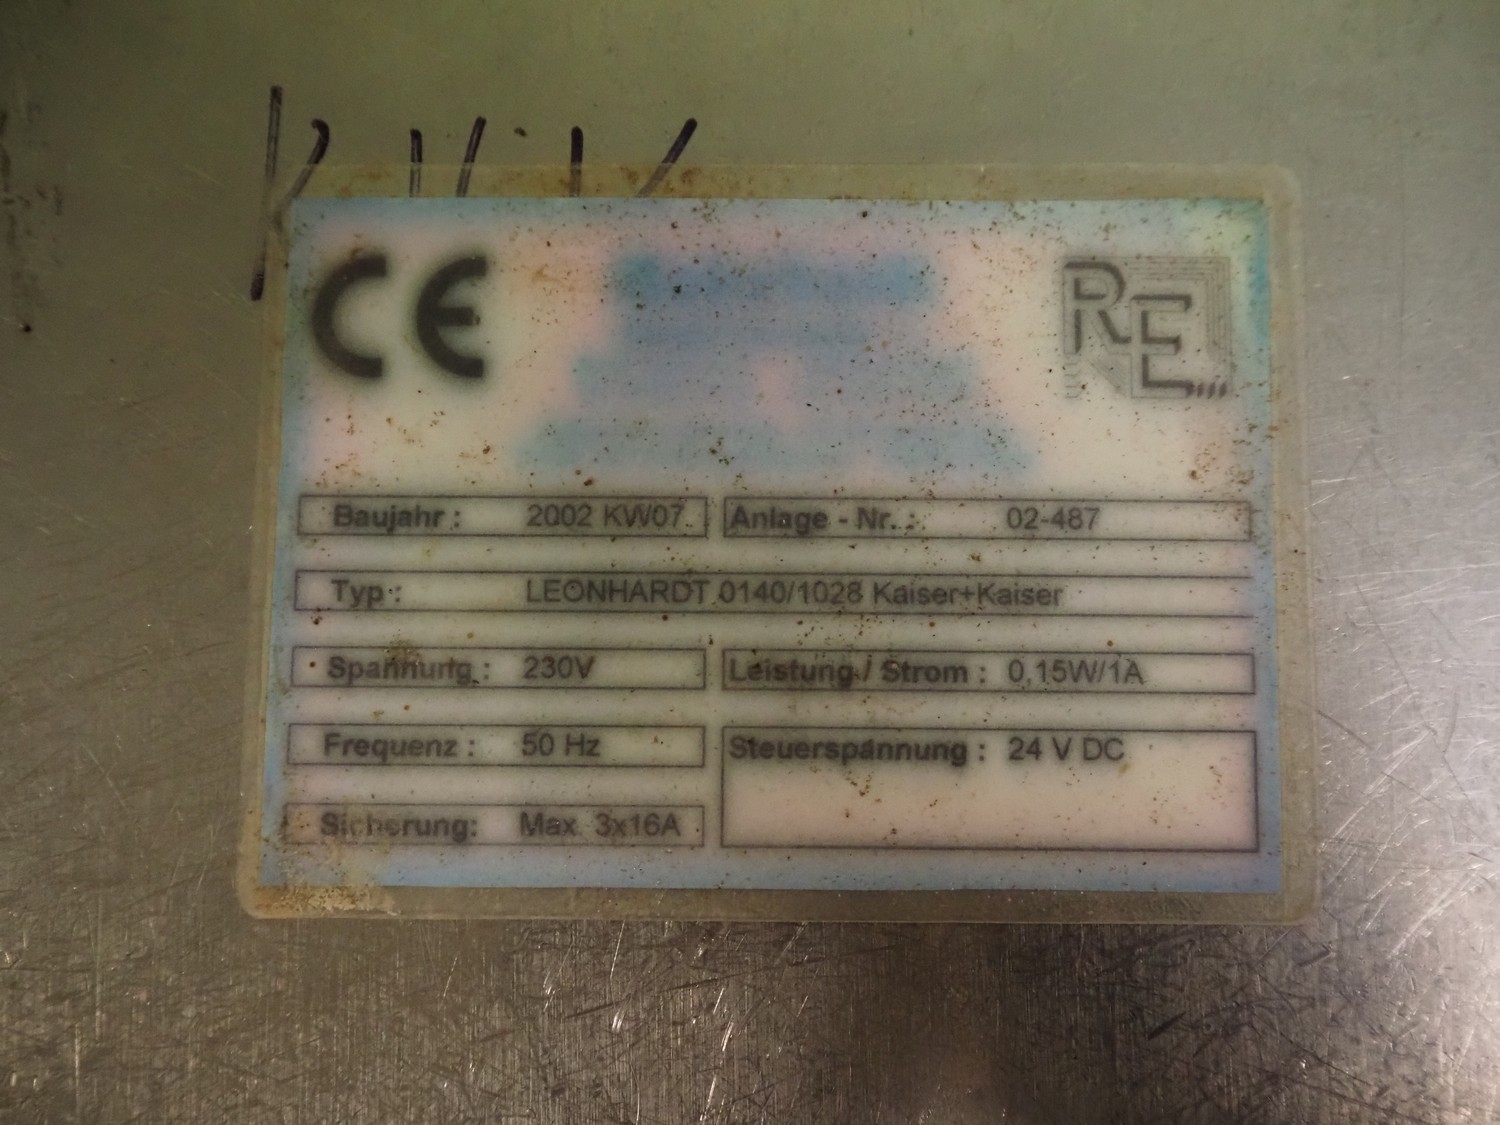 CE
RE
Baujahr : 2002 KW07 Anlage - Nr. : 02-487
Typ : LEONHARDT 0140/1028 Kaiser+Kaiser
Spannung : 230V Leistung / Strom : 0,15W/1A
Frequenz : 50 Hz Steuerspannung : 24 V DC
Sicherung: Max. 3x16A